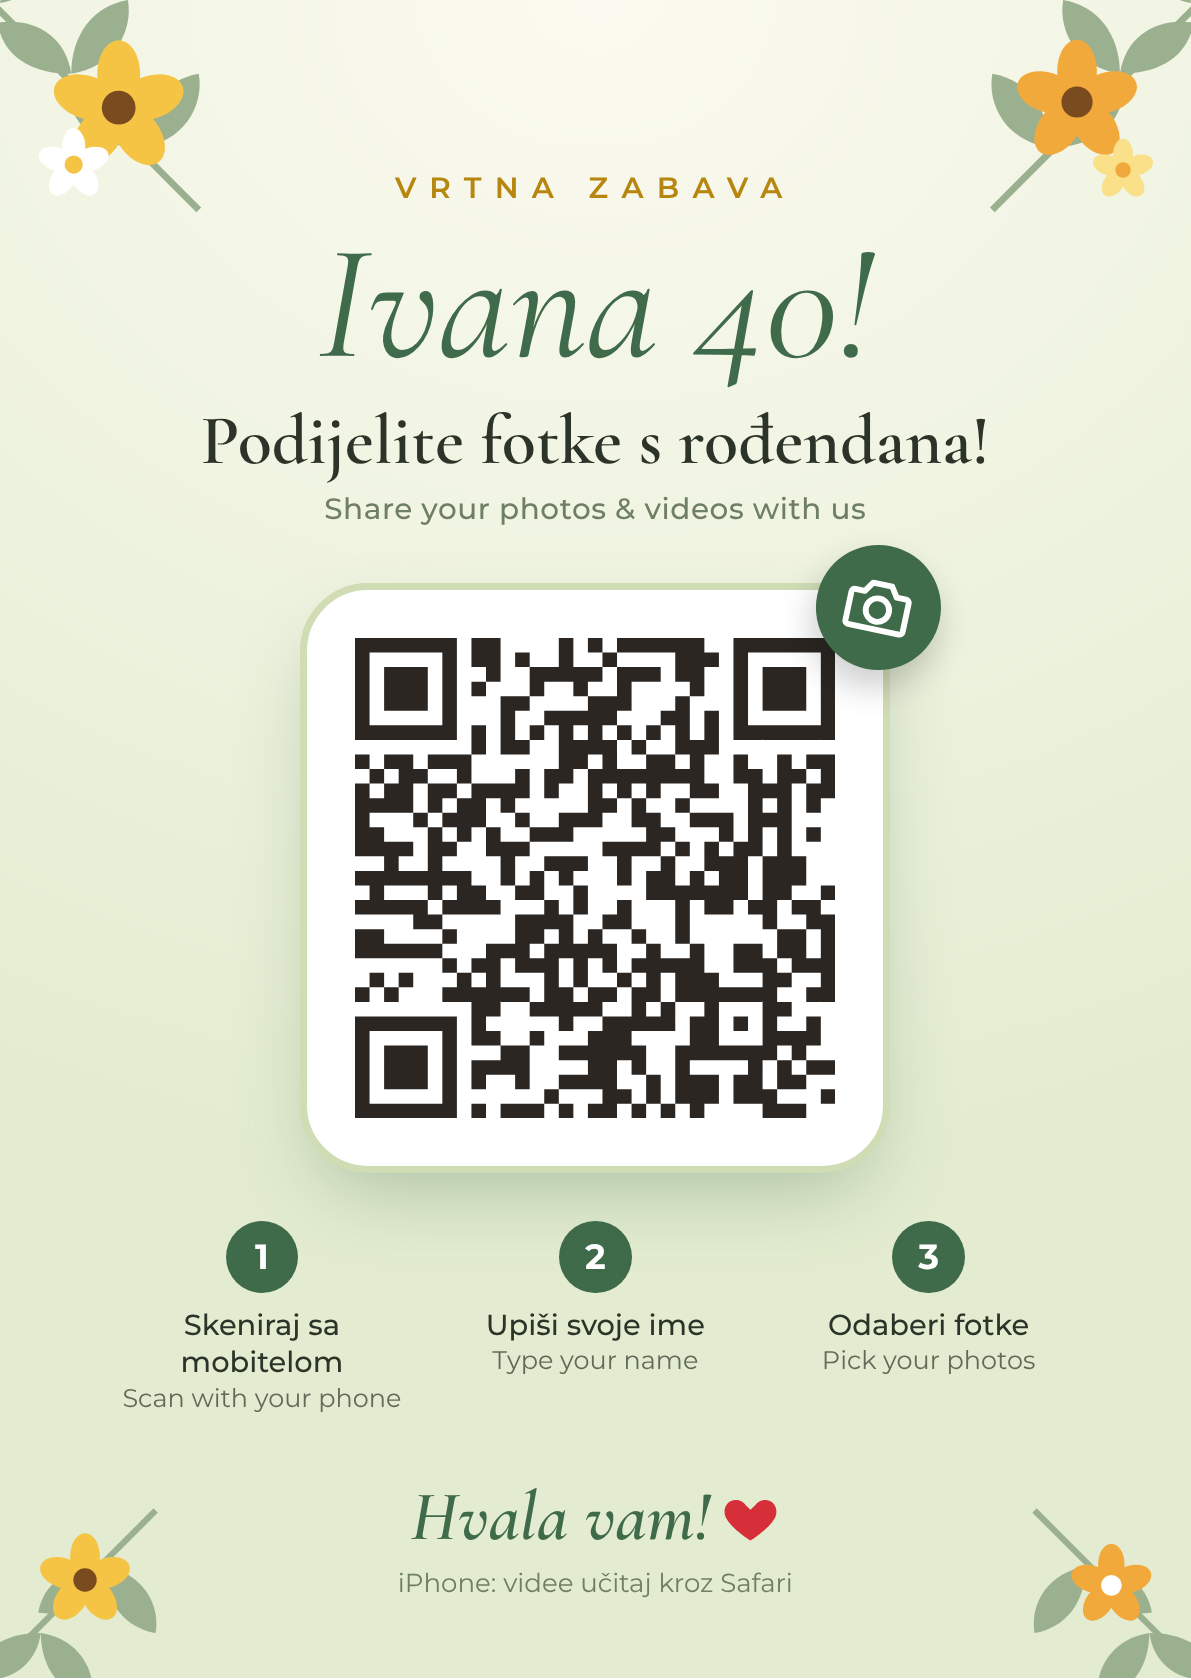 VRTNA ZABAVA
Ivana 40!
Podijelite fotke s rođendana!
Share your photos & videos with us
1
Skeniraj sa
mobitelom
Scan with your phone
2
Upiši svoje ime
Type your name
3
Odaberi fotke
Pick your photos
Hvala vam!
iPhone: videe učitaj kroz Safari